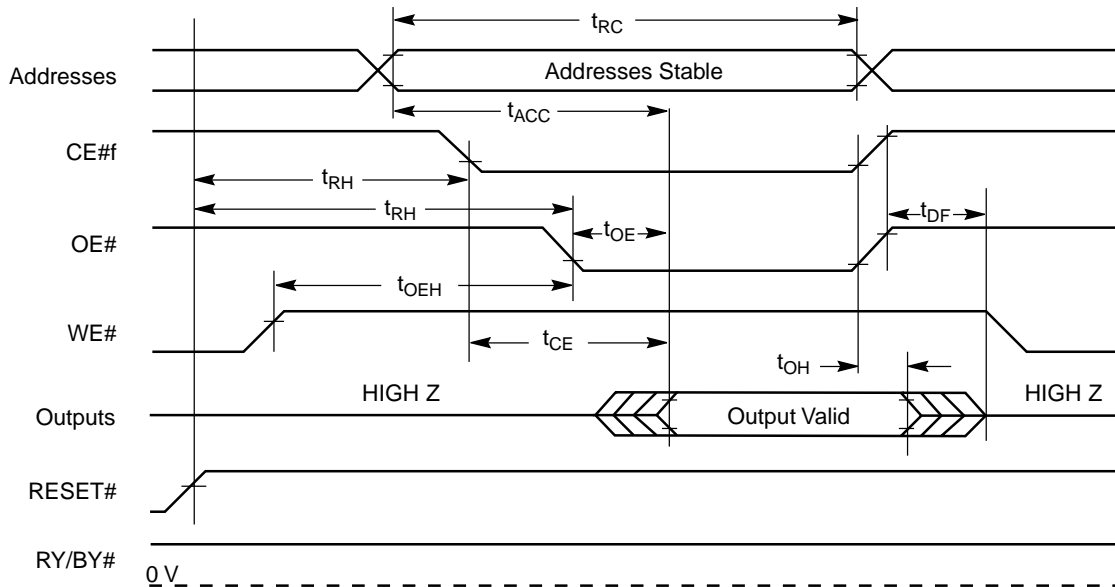 tRC
Addresses
Addresses Stable
tACC
CE#f
tRH
tRH
tDF
OE#
tOE
tOEH
WE#
tCE
tOH
HIGH Z
HIGH Z
Outputs
Output Valid
RESET#
RY/BY#
0 V